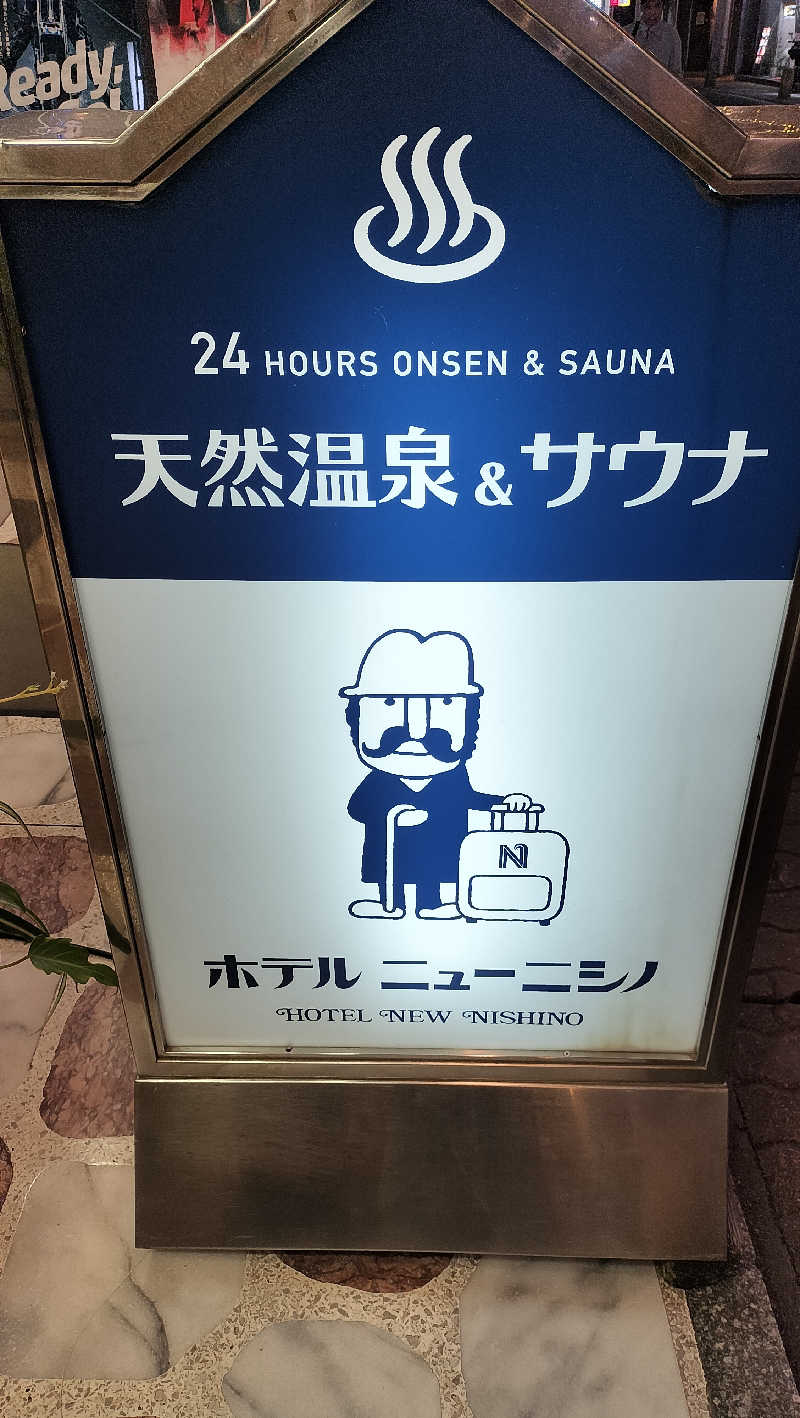 Ready,
24 HOURS ONSEN & SAUNA
天然温泉&サウナ
N
ホテル ニューニシノ
HOTEL NEW NISHINO